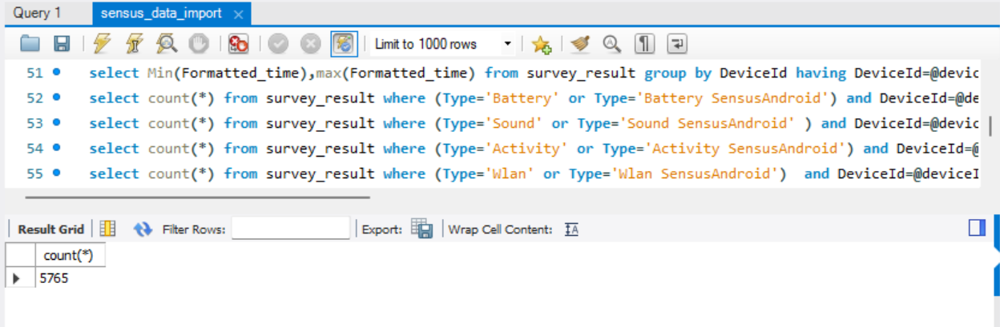 Query 1 sensus_data_import
Limit to 1000 rows
51 select Min(Formatted_time),max(Formatted_time) from survey_result group by DeviceId having DeviceId=@devic
52 select count(*) from survey_result where (Type='Battery' or Type='Battery SensusAndroid') and DeviceId=@de
53 select count(*) from survey_result where (Type='Sound' or Type='Sound SensusAndroid' ) and DeviceId=@devic
54 select count(*) from survey_result where (Type='Activity' or Type='Activity SensusAndroid') and DeviceId=@
55 select count(*) from survey_result where (Type='Wlan' or Type='Wlan SensusAndroid')  and DeviceId=@deviceI
Result Grid Filter Rows: Export: Wrap Cell Content:
count(*)
5765